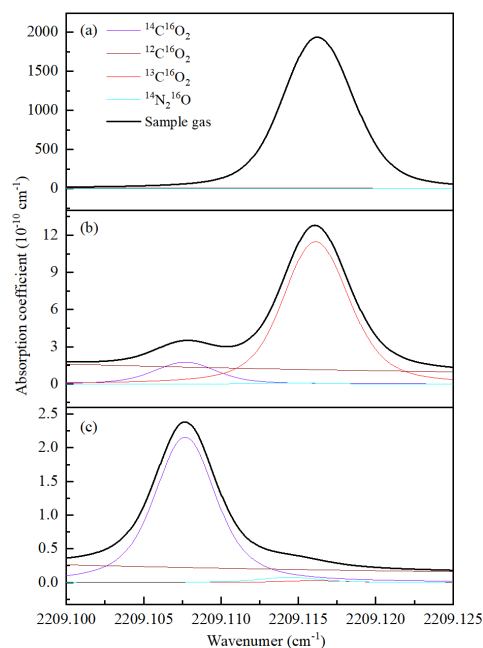 (a)
¹⁴C¹⁶O₂
¹²C¹⁶O₂
¹³C¹⁶O₂
¹⁴N₂¹⁶O
Sample gas
2000
1500
1000
500
0
(b)
12
9
6
3
0
(c)
2.5
2.0
1.5
1.0
0.5
0.0
Absorption coefficient (10⁻¹⁰ cm⁻¹)
2209.100 2209.105 2209.110 2209.115 2209.120 2209.125
Wavenumer (cm⁻¹)